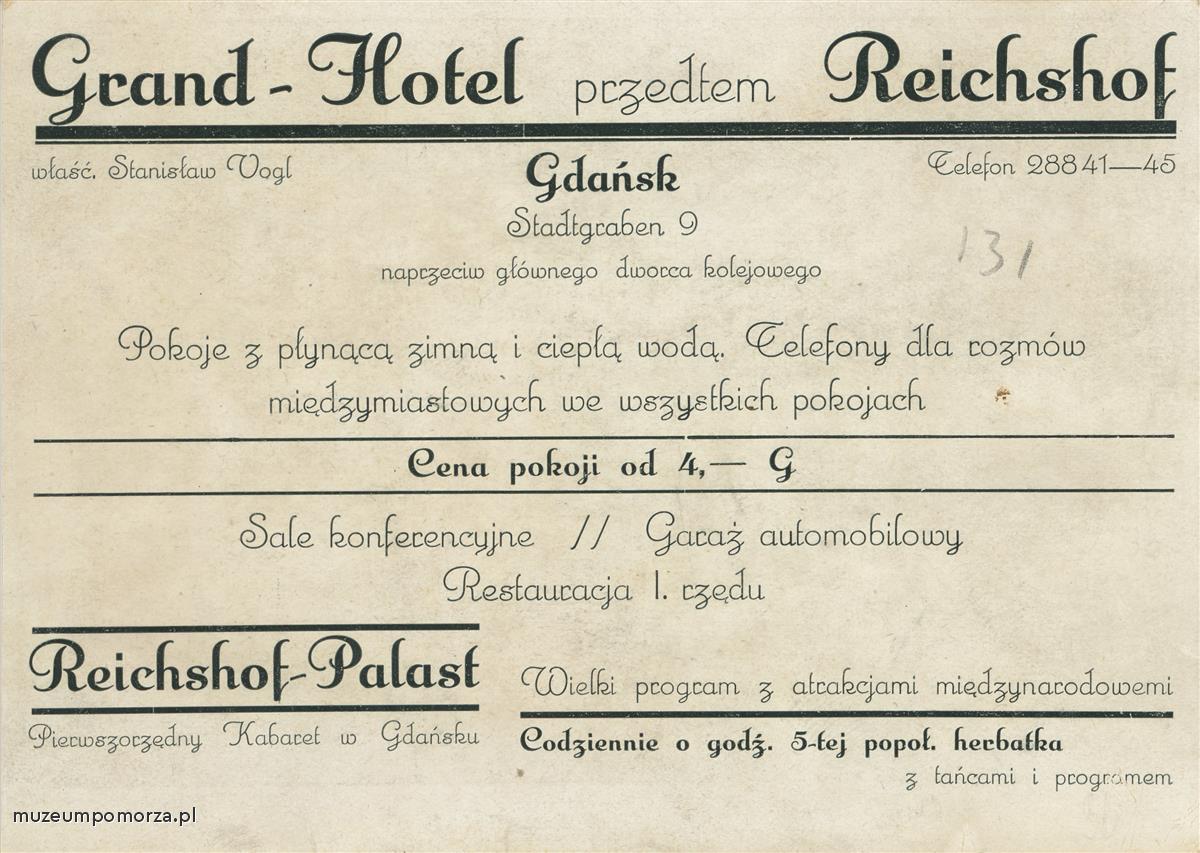 Grand-Hotel przedtem Reichshof
właść. Stanisław Vogl
Gdańsk
Telefon 288 41—45
Stadtgraben 9
131
naprzeciw głównego dworca kolejowego
Pokoje z płynącą zimną i ciepłą wodą. Telefony dla rozmów
międzymiastowych we wszystkich pokojach
Cena pokoji od 4,— G
Sale konferencyjne // Garaż automobilowy
Restauracja I. rzędu
Reichshof-Palast
Pierwszorzędny Kabaret w Gdańsku
Wielki program z atrakcjami międzynarodowemi
Codziennie o godź. 5-tej popoł. herbatka
z tańcami i programem
muzeumpomorza.pl